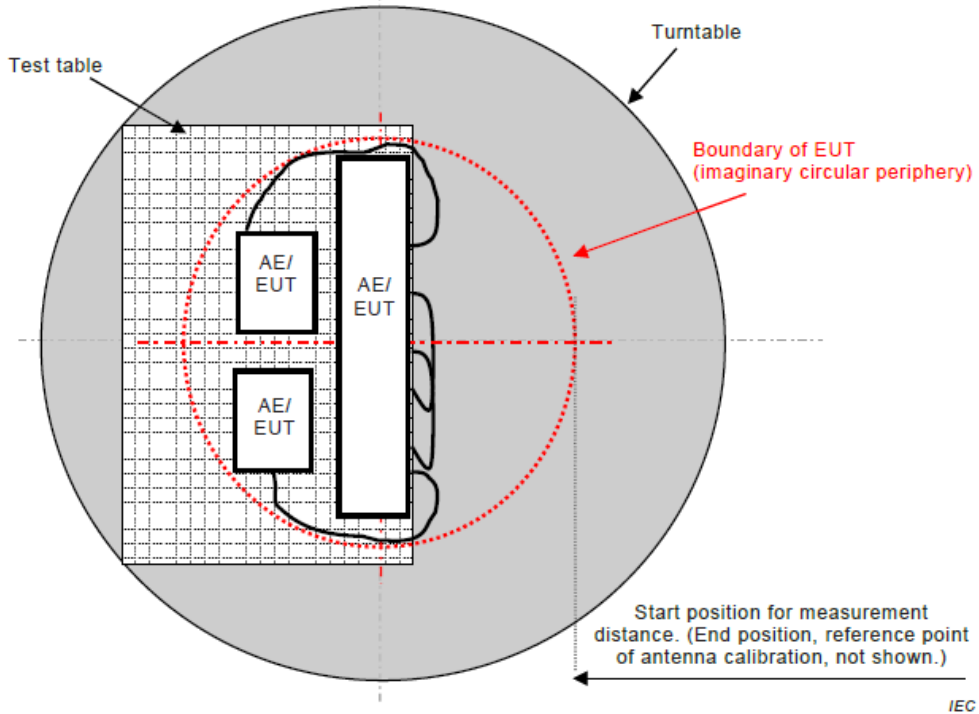 Turntable
Test table
Boundary of EUT
(imaginary circular periphery)
AE/
EUT
AE/
EUT
AE/
EUT
Start position for measurement
distance. (End position, reference point
of antenna calibration, not shown.)
IEC